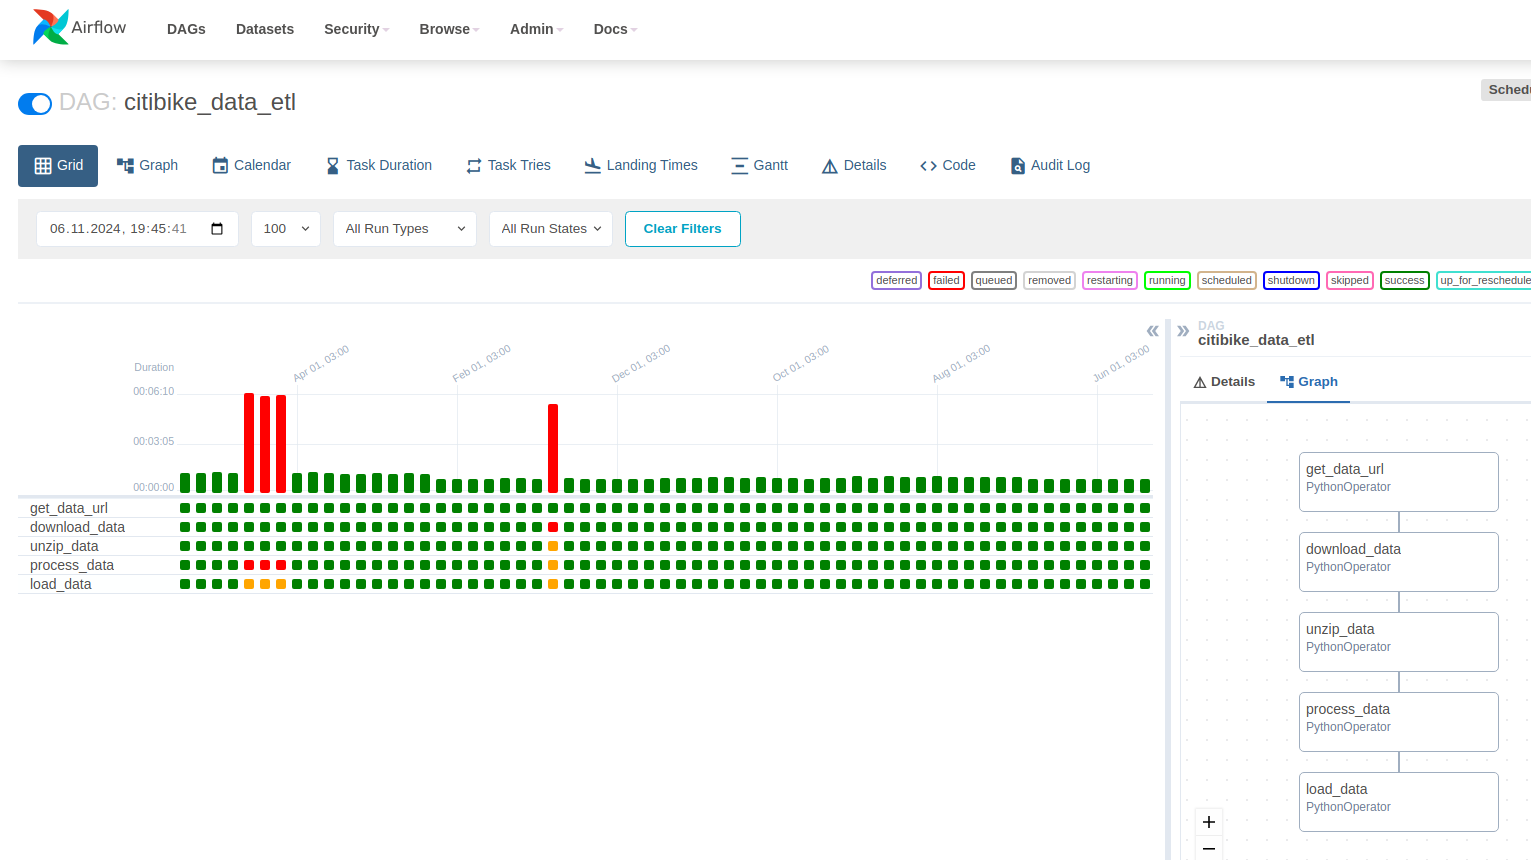 Airflow DAGs Datasets Security Browse Admin Docs
DAG: citibike_data_etl
Schedu
Grid Graph Calendar Task Duration Task Tries Landing Times Gantt Details Code Audit Log
06.11.2024, 19:45:41 100 All Run Types All Run States Clear Filters
deferred failed queued removed restarting running scheduled shutdown skipped success up_for_reschedule
Duration
Apr 01, 03:00 Feb 01, 03:00 Dec 01, 03:00 Oct 01, 03:00 Aug 01, 03:00 Jun 01, 03:00
00:06:10
00:03:05
00:00:00
get_data_url
download_data
unzip_data
process_data
load_data
DAG
citibike_data_etl
Details Graph
get_data_url
PythonOperator
download_data
PythonOperator
unzip_data
PythonOperator
process_data
PythonOperator
load_data
PythonOperator